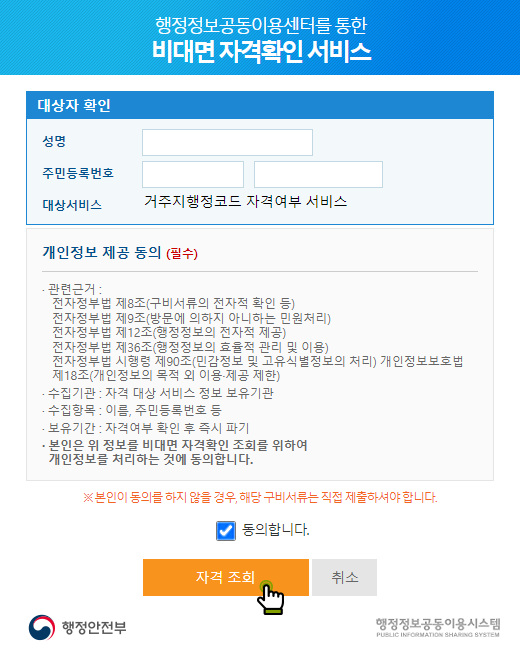 행정정보공동이용센터를 통한
비대면 자격확인 서비스
대상자 확인
성명
주민등록번호
대상서비스 거주지행정코드 자격여부 서비스
개인정보 제공 동의 (필수)
· 관련근거 :
전자정부법 제8조(구비서류의 전자적 확인 등)
전자정부법 제9조(방문에 의하지 아니하는 민원처리)
전자정부법 제12조(행정정보의 전자적 제공)
전자정부법 제36조(행정정보의 효율적 관리 및 이용)
전자정부법 시행령 제90조(민감정보 및 고유식별정보의 처리) 개인정보보호법
제18조(개인정보의 목적 외 이용·제공 제한)
· 수집기관 : 자격 대상 서비스 정보 보유기관
· 수집항목 : 이름, 주민등록번호 등
· 보유기간 : 자격여부 확인 후 즉시 파기
· 본인은 위 정보를 비대면 자격확인 조회를 위하여
개인정보를 처리하는 것에 동의합니다.
※ 본인이 동의를 하지 않을 경우, 해당 구비서류는 직접 제출하셔야 합니다.
동의합니다.
자격 조회 취소
행정안전부 행정정보공동이용시스템
PUBLIC INFORMATION SHARING SYSTEM